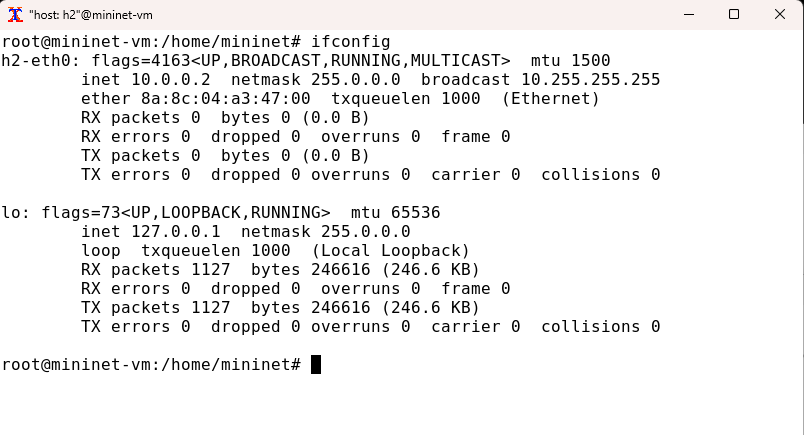 "host: h2"@mininet-vm
root@mininet-vm:/home/mininet# ifconfig
h2-eth0: flags=4163<UP,BROADCAST,RUNNING,MULTICAST>  mtu 1500
        inet 10.0.0.2  netmask 255.0.0.0  broadcast 10.255.255.255
        ether 8a:8c:04:a3:47:00  txqueuelen 1000  (Ethernet)
        RX packets 0  bytes 0 (0.0 B)
        RX errors 0  dropped 0  overruns 0  frame 0
        TX packets 0  bytes 0 (0.0 B)
        TX errors 0  dropped 0 overruns 0  carrier 0  collisions 0

lo: flags=73<UP,LOOPBACK,RUNNING>  mtu 65536
        inet 127.0.0.1  netmask 255.0.0.0
        loop  txqueuelen 1000  (Local Loopback)
        RX packets 1127  bytes 246616 (246.6 KB)
        RX errors 0  dropped 0  overruns 0  frame 0
        TX packets 1127  bytes 246616 (246.6 KB)
        TX errors 0  dropped 0 overruns 0  carrier 0  collisions 0

root@mininet-vm:/home/mininet#